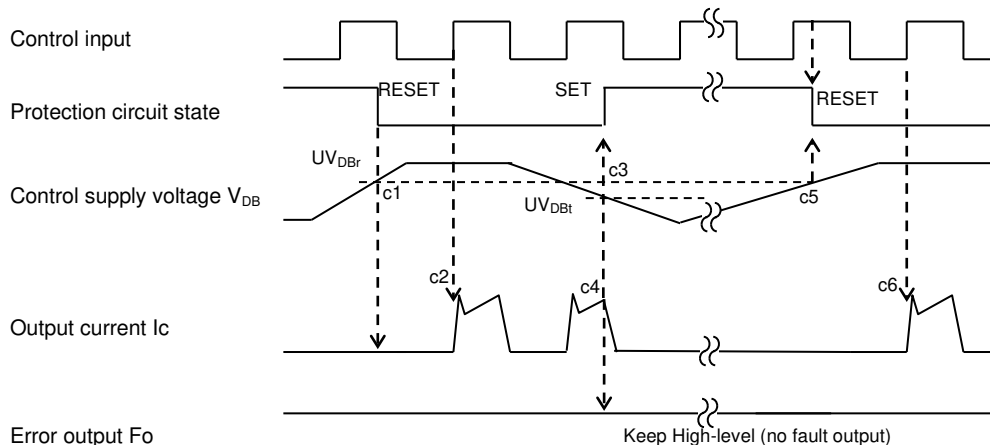 Control input
RESET
SET
RESET
Protection circuit state
UVDBr
c1
c3
c5
Control supply voltage VDB
UVDBt
c2
c4
c6
Output current Ic
Error output Fo
Keep High-level (no fault output)